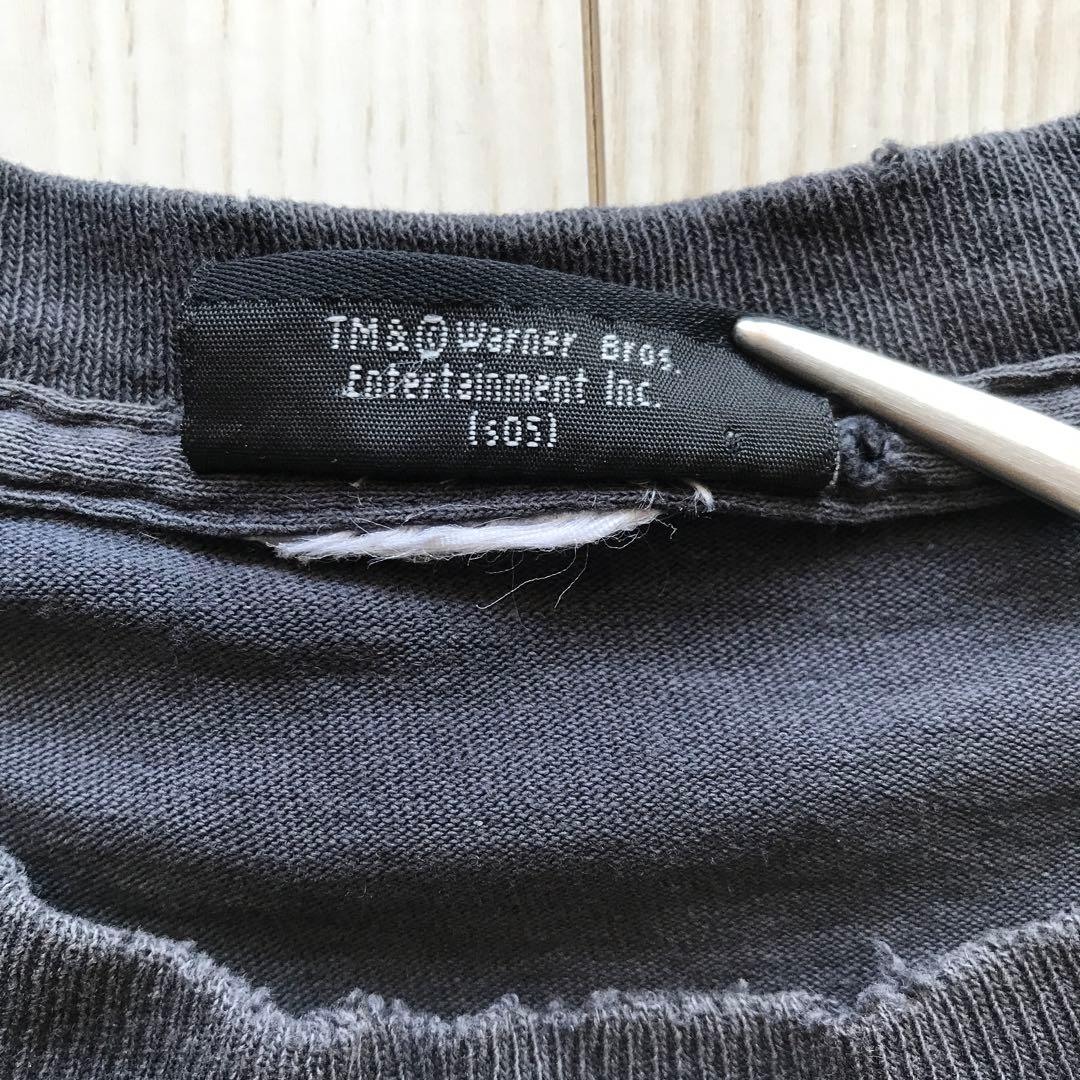 TM & © Warner Bros.
Entertainment Inc.
(s05)